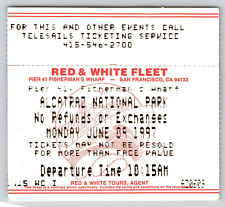 FOR THIS AND OTHER EVENTS CALL
TELESAILS TICKETING SERVICE
415-546-2700
RED & WHITE FLEET
PIER 41 FISHERMAN'S WHARF — SAN FRANCISCO, CA 94133
Pier 41, Fisherman's Wharf
ALCATRAZ NATIONAL PARK
No Refunds or Exchanges
MONDAY JUNE 09 1997
TICKETS MAY NOT BE RESOLD
FOR MORE THAN FACE VALUE
Departure Time 10:15AM
RED & WHITE TOURS, AGENT